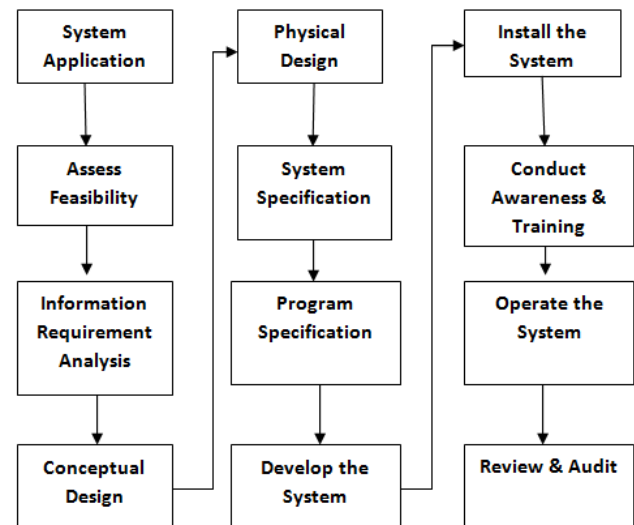 System
Application
Assess
Feasibility
Information
Requirement
Analysis
Conceptual
Design
Physical
Design
System
Specification
Program
Specification
Develop the
System
Install the
System
Conduct
Awareness &
Training
Operate the
System
Review & Audit